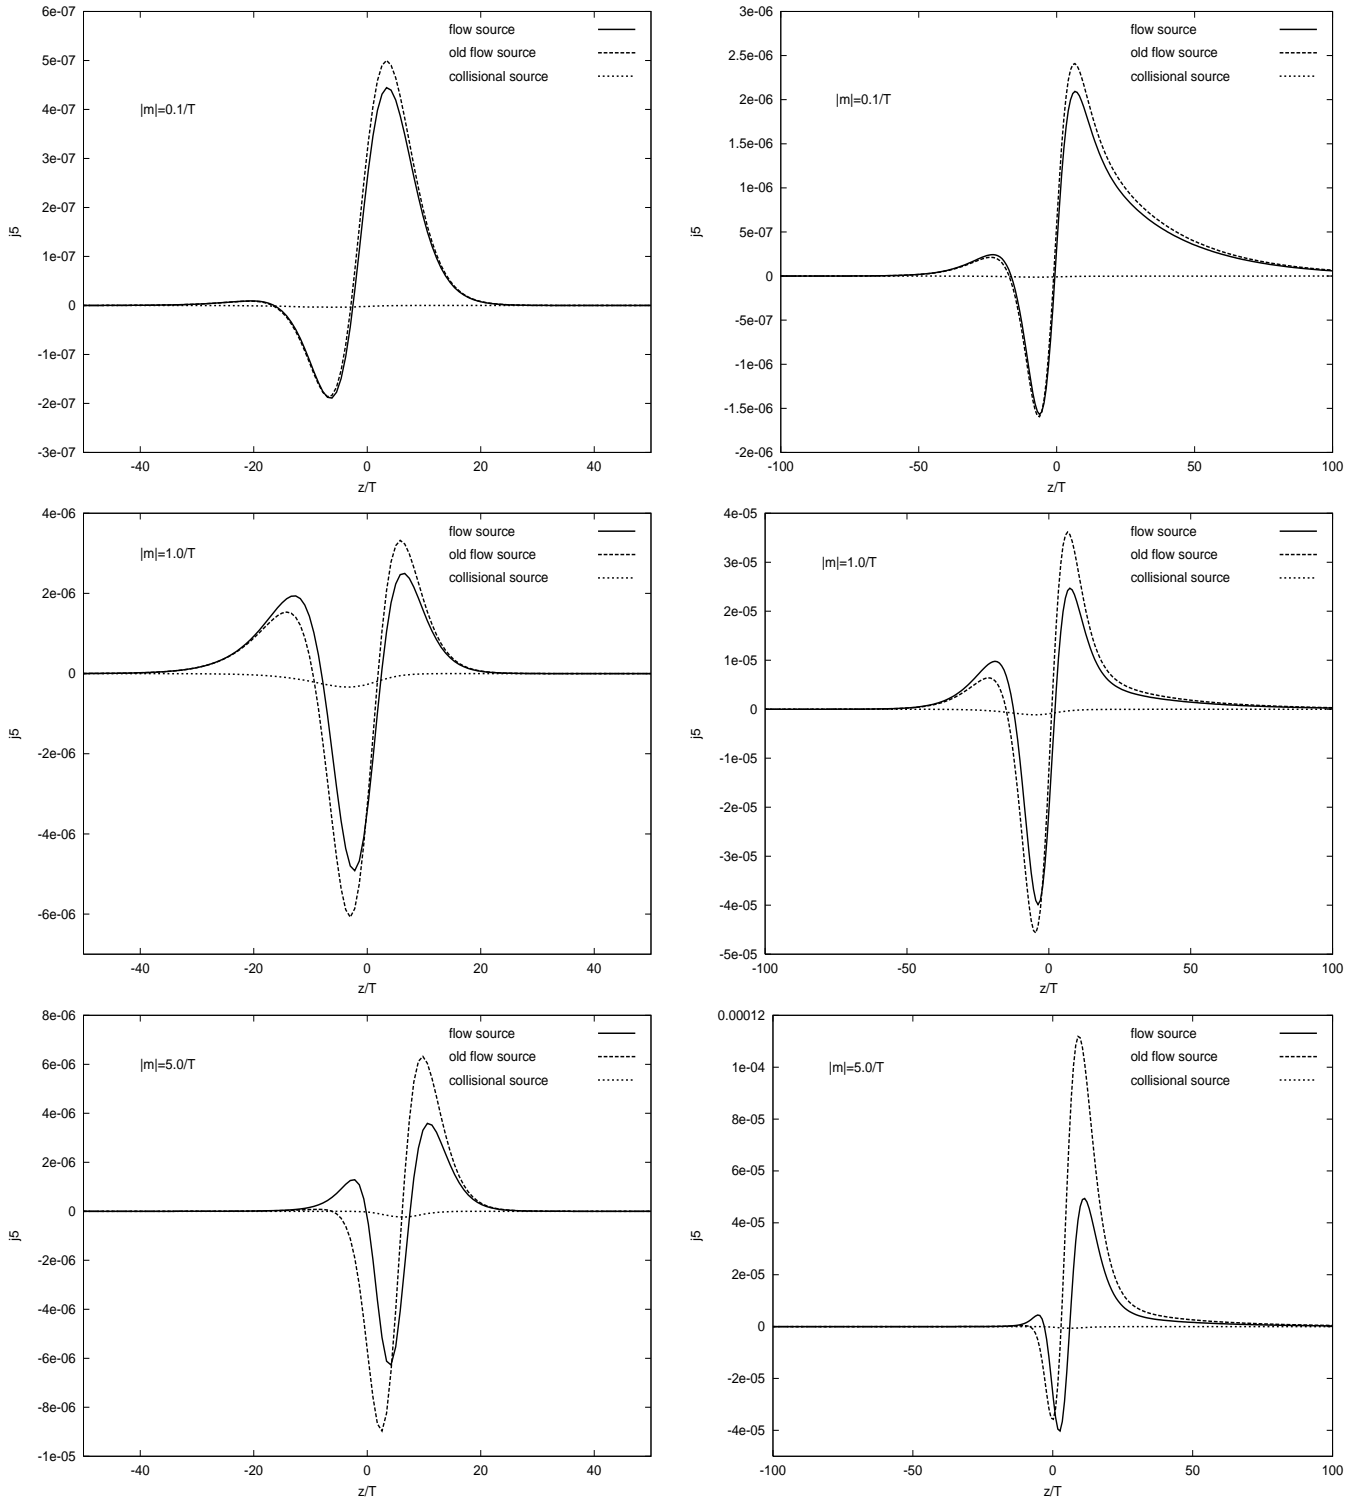 6e-07
5e-07
4e-07
3e-07
2e-07
1e-07
0
-1e-07
-2e-07
-3e-07
-40
-20
0
20
40
j5
z/T
|m|=0.1/T
flow source
old flow source
collisional source
3e-06
2.5e-06
2e-06
1.5e-06
1e-06
5e-07
0
-5e-07
-1e-06
-1.5e-06
-2e-06
-100
-50
0
50
100
j5
z/T
|m|=0.1/T
flow source
old flow source
collisional source
4e-06
2e-06
0
-2e-06
-4e-06
-6e-06
-40
-20
0
20
40
j5
z/T
|m|=1.0/T
flow source
old flow source
collisional source
4e-05
3e-05
2e-05
1e-05
0
-1e-05
-2e-05
-3e-05
-4e-05
-5e-05
-100
-50
0
50
100
j5
z/T
|m|=1.0/T
flow source
old flow source
collisional source
8e-06
6e-06
4e-06
2e-06
0
-2e-06
-4e-06
-6e-06
-8e-06
-1e-05
-40
-20
0
20
40
j5
z/T
|m|=5.0/T
flow source
old flow source
collisional source
0.00012
1e-04
8e-05
6e-05
4e-05
2e-05
0
-2e-05
-4e-05
-100
-50
0
50
100
j5
z/T
|m|=5.0/T
flow source
old flow source
collisional source